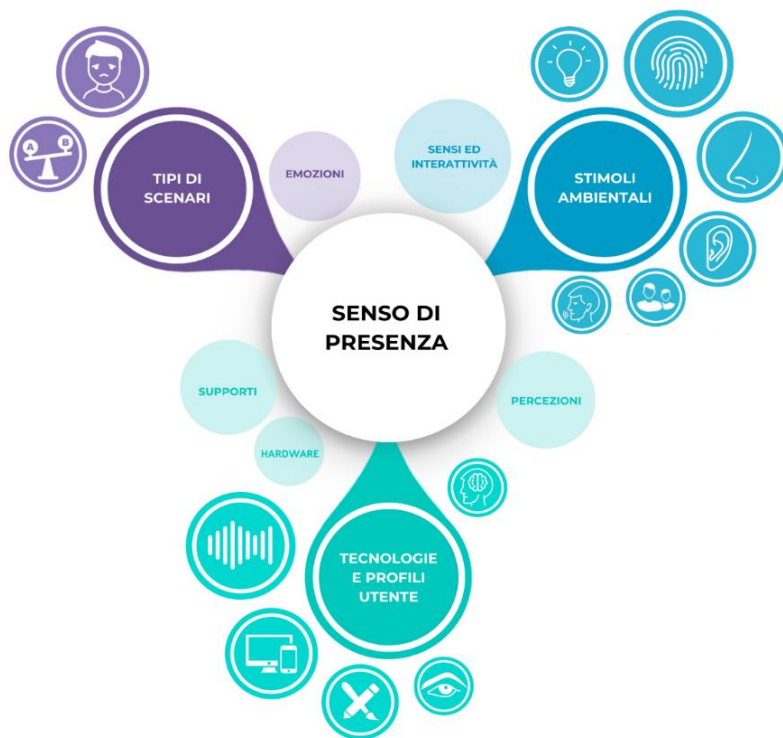 A
B
TIPI DI
SCENARI
EMOZIONI
SENSI ED
INTERATTIVITÀ
STIMOLI
AMBIENTALI
SENSO DI
PRESENZA
SUPPORTI
HARDWARE
PERCEZIONI
TECNOLOGIE
E PROFILI
UTENTE